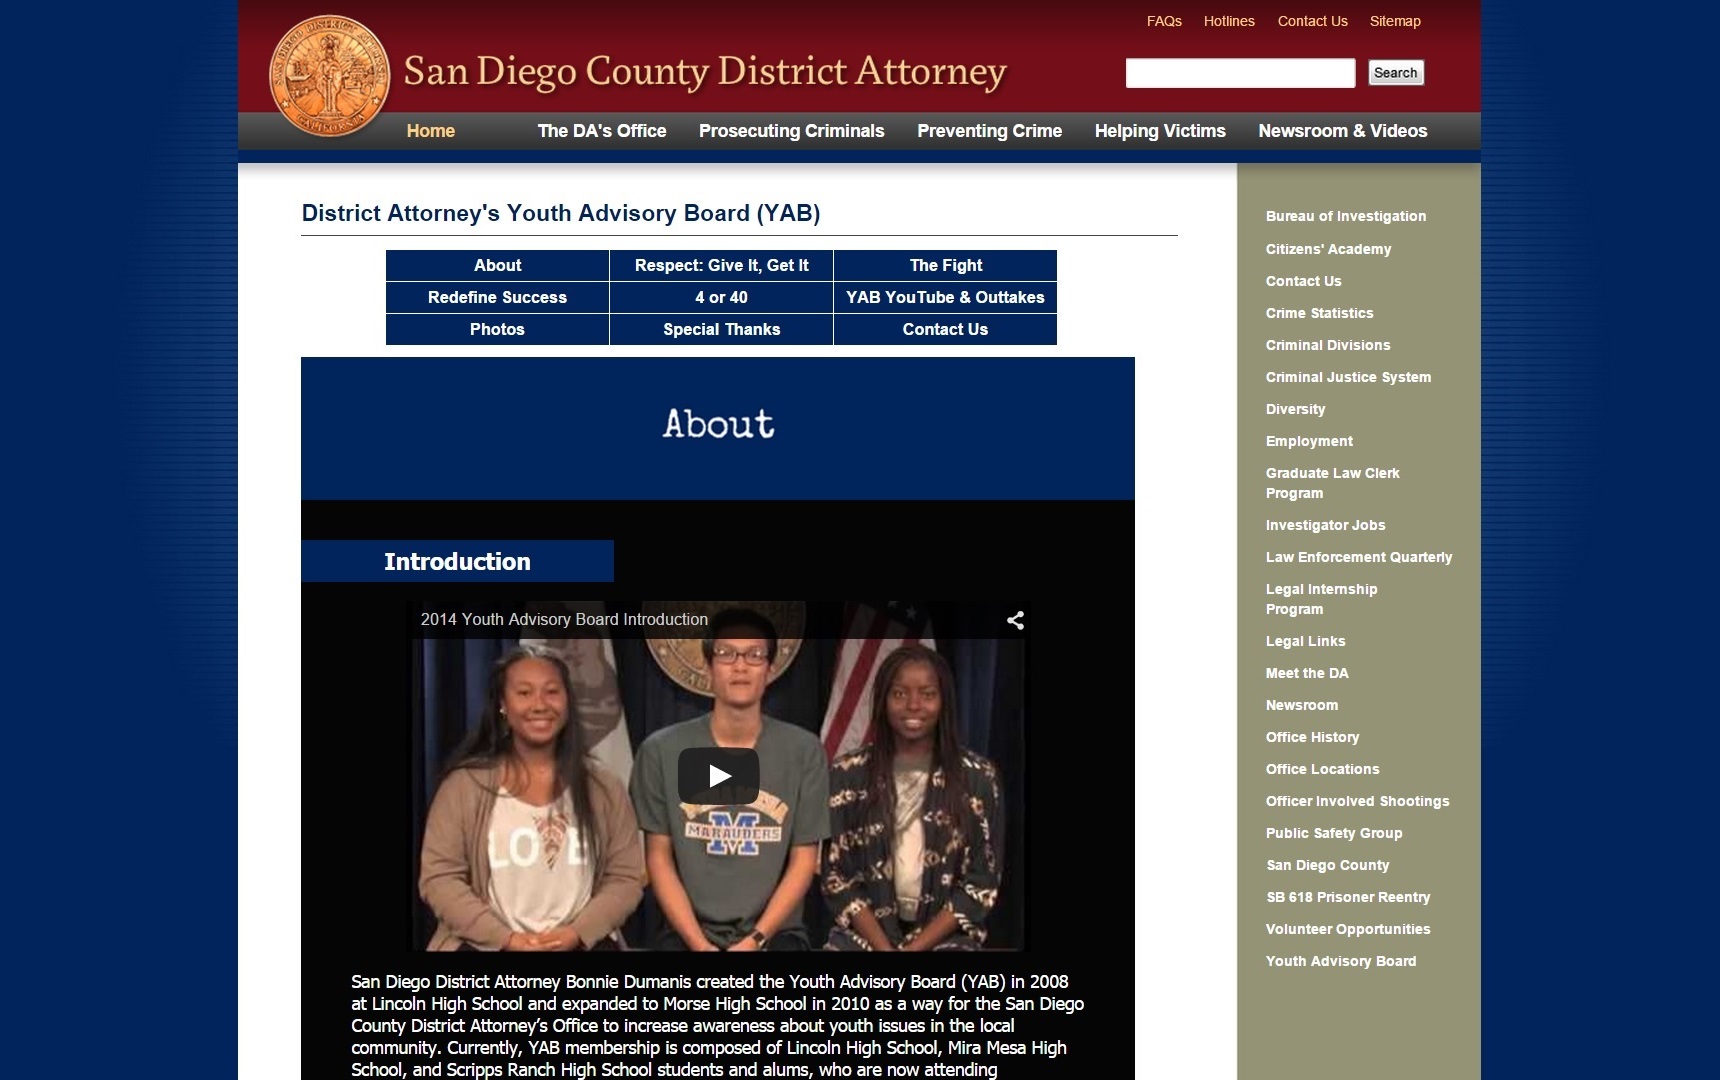 FAQs Hotlines Contact Us Sitemap
San Diego County District Attorney
Search
Home The DA's Office Prosecuting Criminals Preventing Crime Helping Victims Newsroom & Videos
District Attorney's Youth Advisory Board (YAB)
About Respect: Give It, Get It The Fight
Redefine Success 4 or 40 YAB YouTube & Outtakes
Photos Special Thanks Contact Us
About
Introduction
2014 Youth Advisory Board Introduction
MARAUDERS
M
San Diego District Attorney Bonnie Dumanis created the Youth Advisory Board (YAB) in 2008
at Lincoln High School and expanded to Morse High School in 2010 as a way for the San Diego
County District Attorney’s Office to increase awareness about youth issues in the local
community. Currently, YAB membership is composed of Lincoln High School, Mira Mesa High
School, and Scripps Ranch High School students and alums, who are now attending
Bureau of Investigation
Citizens' Academy
Contact Us
Crime Statistics
Criminal Divisions
Criminal Justice System
Diversity
Employment
Graduate Law Clerk
Program
Investigator Jobs
Law Enforcement Quarterly
Legal Internship
Program
Legal Links
Meet the DA
Newsroom
Office History
Office Locations
Officer Involved Shootings
Public Safety Group
San Diego County
SB 618 Prisoner Reentry
Volunteer Opportunities
Youth Advisory Board